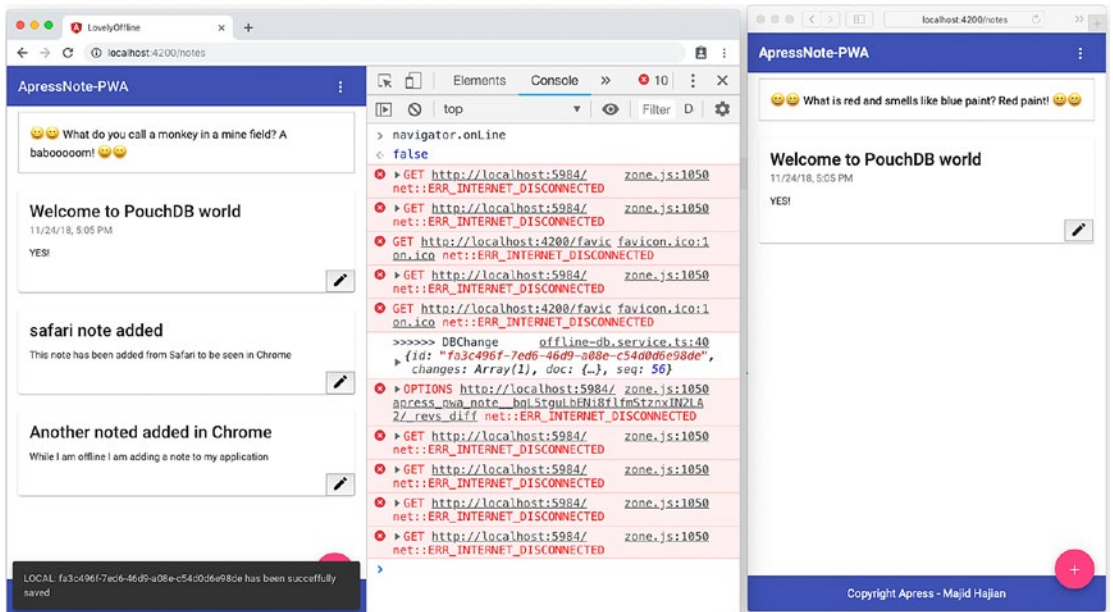 LovelyOffline
localhost:4200/notes
ApressNote-PWA
😀😀 What do you call a monkey in a mine field? A
babooooom! 😀😀
Welcome to PouchDB world
11/24/18, 5:05 PM
YES!
safari note added
This note has been added from Safari to be seen in Chrome
Another noted added in Chrome
While I am offline I am adding a note to my application
LOCAL: fa3c496f-7ed6-46d9-a08e-c54d0d6e98de has been succeffully
saved
Elements Console » 10
top Filter D
> navigator.onLine
false
GET http://localhost:5984/ zone.js:1050
net::ERR_INTERNET_DISCONNECTED
GET http://localhost:5984/ zone.js:1050
net::ERR_INTERNET_DISCONNECTED
GET http://localhost:4200/favic favicon.ico:1
on.ico net::ERR_INTERNET_DISCONNECTED
GET http://localhost:5984/ zone.js:1050
net::ERR_INTERNET_DISCONNECTED
GET http://localhost:4200/favic favicon.ico:1
on.ico net::ERR_INTERNET_DISCONNECTED
>>>>>> DBChange offline-db.service.ts:40
{id: "fa3c496f-7ed6-46d9-a08e-c54d0d6e98de",
changes: Array(1), doc: {…}, seq: 56}
OPTIONS http://localhost:5984/ zone.js:1050
2/_revs_diff net::ERR_INTERNET_DISCONNECTED
GET http://localhost:5984/ zone.js:1050
net::ERR_INTERNET_DISCONNECTED
GET http://localhost:5984/ zone.js:1050
net::ERR_INTERNET_DISCONNECTED
GET http://localhost:5984/ zone.js:1050
net::ERR_INTERNET_DISCONNECTED
GET http://localhost:5984/ zone.js:1050
net::ERR_INTERNET_DISCONNECTED
>
localhost:4200/notes
ApressNote-PWA
😀😀 What is red and smells like blue paint? Red paint! 😀😀
Welcome to PouchDB world
11/24/18, 5:05 PM
YES!
Copyright Apress - Majid Hajian